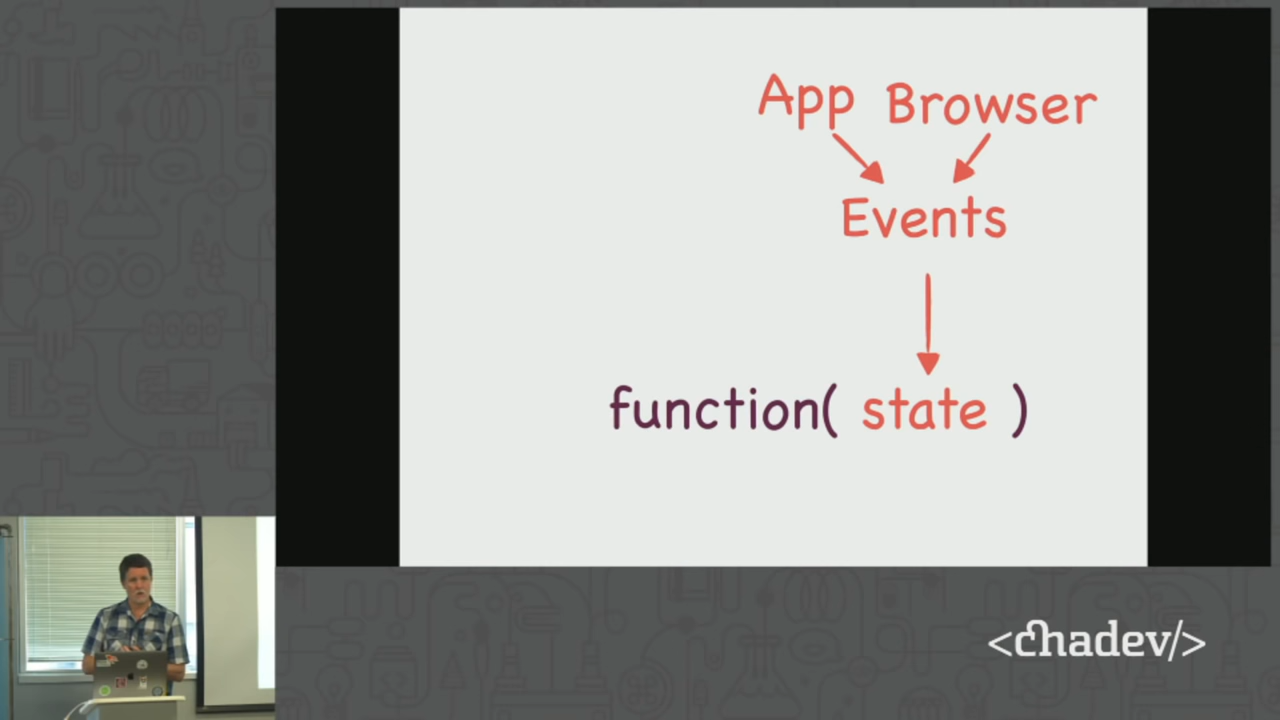 App Browser
Events
function( state )
<chadev/>